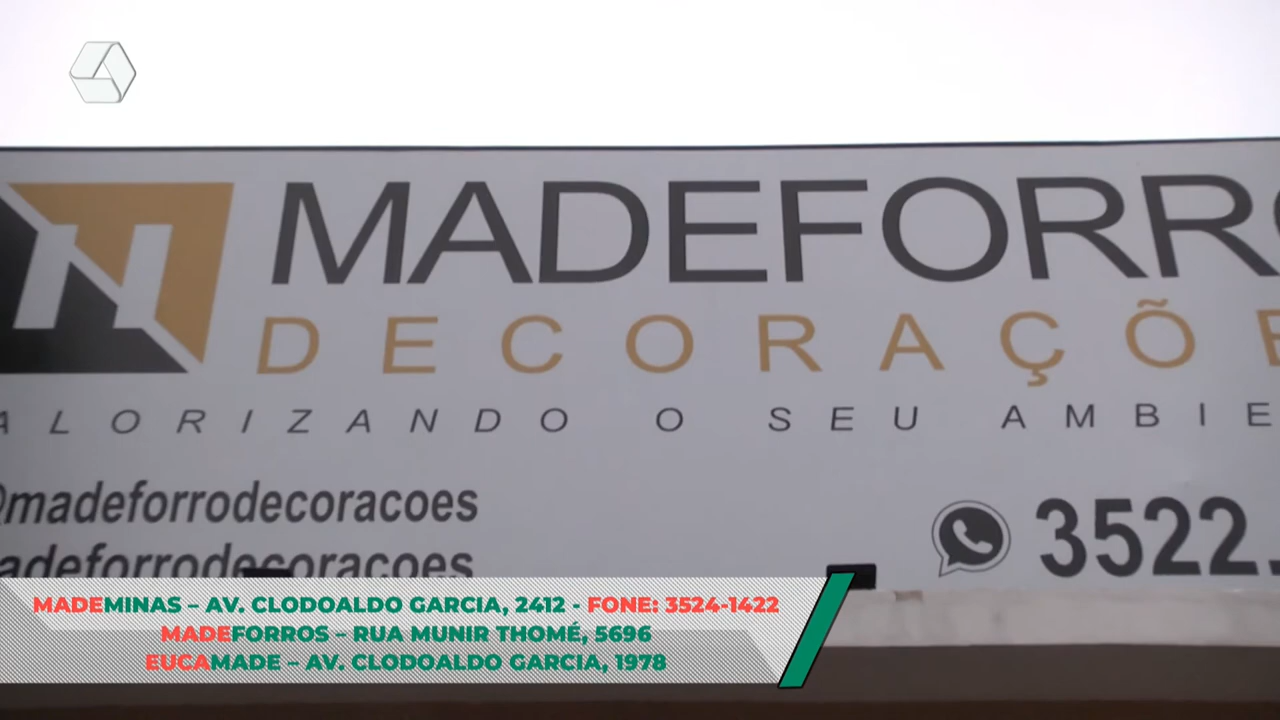 MADEFORRO
DECORAÇÕE
ALORIZANDO O SEU AMBIE
@madeforrodecoracoes
adeforrodecoracoes
3522.
MADEMINAS – AV. CLODOALDO GARCIA, 2412 - FONE: 3524-1422
MADEFORROS – RUA MUNIR THOMÉ, 5696
EUCAMADE – AV. CLODOALDO GARCIA, 1978